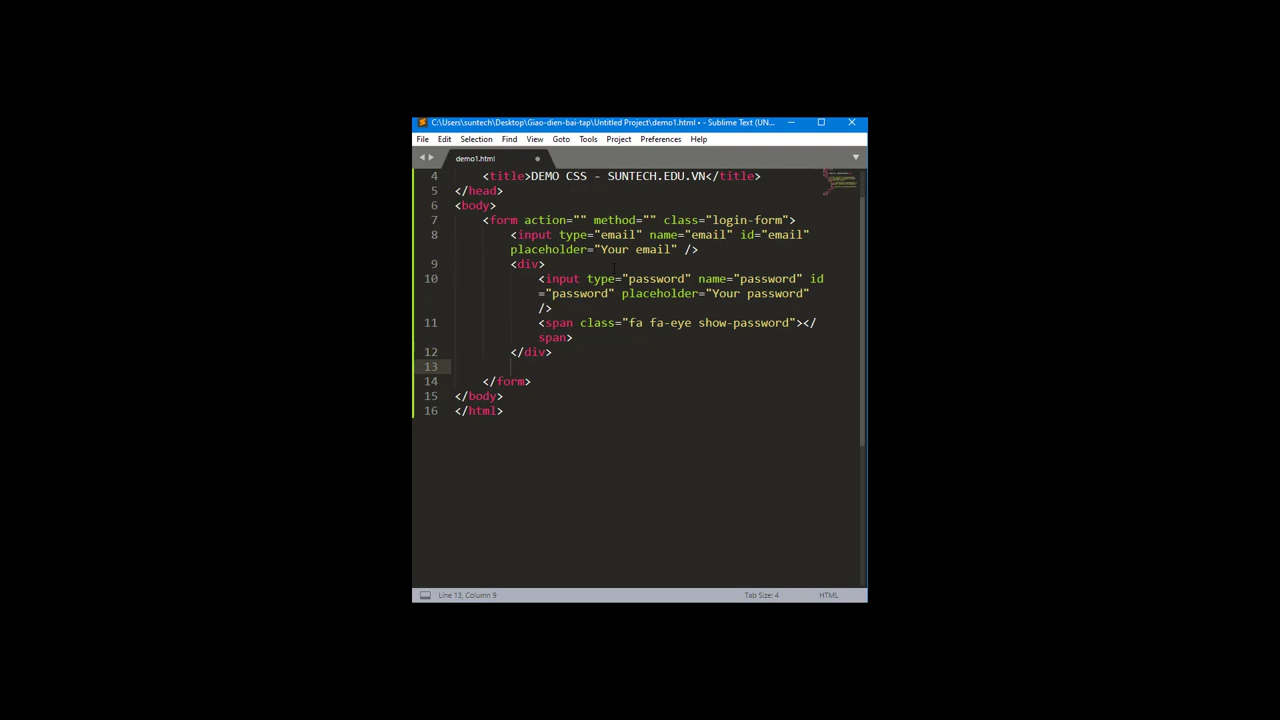 C:\Users\suntech\Desktop\Giao-dien-bai-tap\Untitled Project\demo1.html • - Sublime Text (UN...
File Edit Selection Find View Goto Tools Project Preferences Help
demo1.html
4 <title>DEMO CSS - SUNTECH.EDU.VN</title>
5 </head>
6 <body>
7 <form action="" method="" class="login-form">
8 <input type="email" name="email" id="email"
placeholder="Your email" />
9 <div>
10 <input type="password" name="password" id
="password" placeholder="Your password"
/>
11 <span class="fa fa-eye show-password"></
span>
12 </div>
13
14 </form>
15 </body>
16 </html>
Line 13, Column 9 Tab Size: 4 HTML